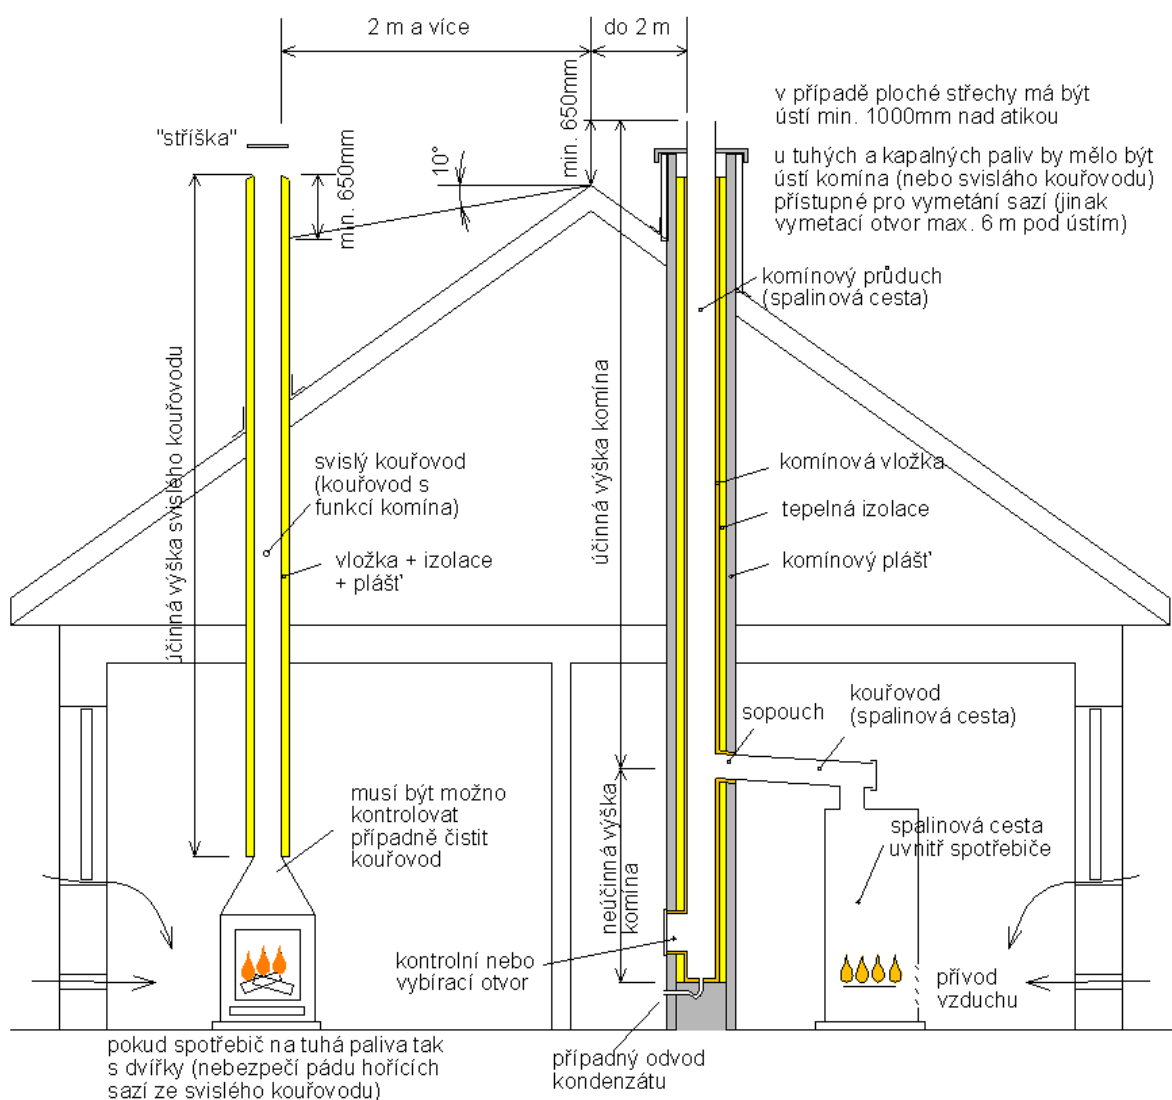 2 m a více
do 2 m
min. 650mm
v případě ploché střechy má být
ústí min. 1000mm nad atikou
"stříška"
10°
min. 650mm
u tuhých a kapalných paliv by mělo být
ústí komína (nebo svisláho kouřovodu)
přístupné pro vymetání sazí (jinak
vymetací otvor max. 6 m pod ústím)
komínový průduch
(spalinová cesta)
účinná výška svislého kouřovodu
účinná výška komína
svislý kouřovod
(kouřovod s
funkcí komína)
komínová vložka
tepelná izolace
vložka + izolace
+ plášť
komínový plášť
kouřovod
(spalinová cesta)
sopouch
musí být možno
kontrolovat
případně čistit
kouřovod
neúčinná výška
komína
spalinová cesta
uvnitř spotřebiče
kontrolní nebo
vybírací otvor
přívod
vzduchu
pokud spotřebič na tuhá paliva tak
s dvířky (nebezpečí pádu hořících
sazí ze svislého kouřovodu)
případný odvod
kondenzátu